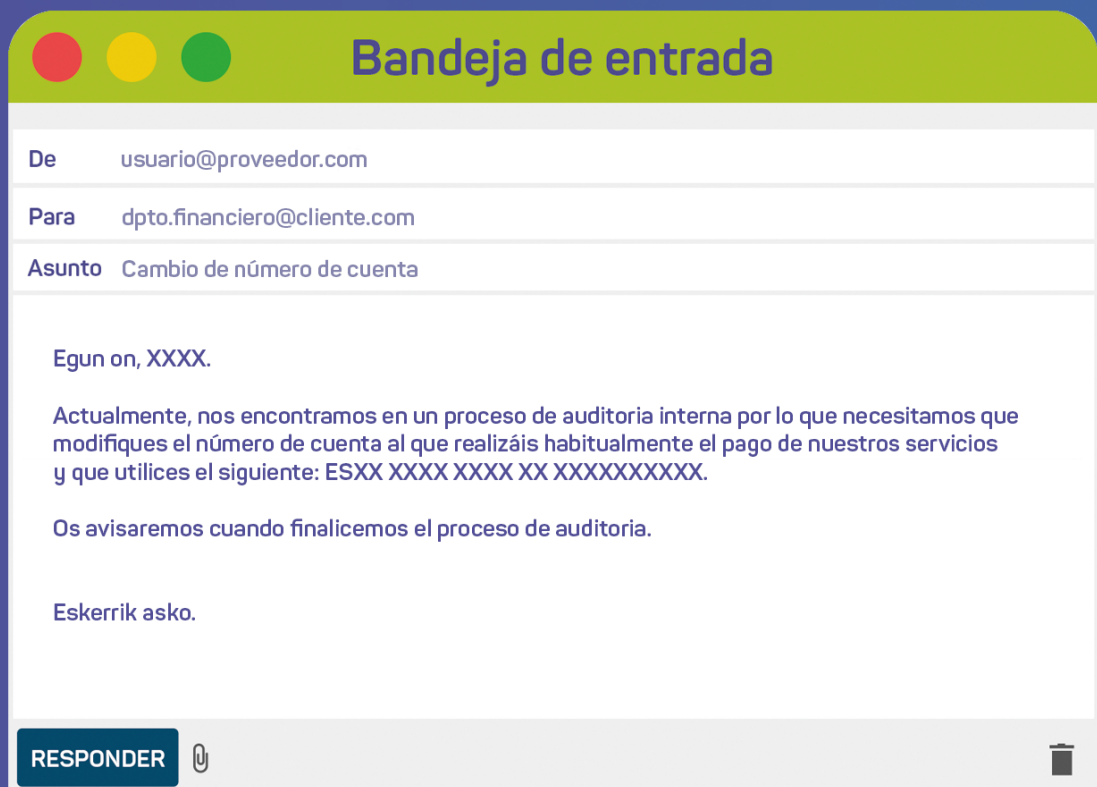 Bandeja de entrada
De usuario@proveedor.com
Para dpto.financiero@cliente.com
Asunto Cambio de número de cuenta
Egun on, XXXX.
Actualmente, nos encontramos en un proceso de auditoria interna por lo que necesitamos que
modifiques el número de cuenta al que realizáis habitualmente el pago de nuestros servicios
y que utilices el siguiente: ESXX XXXX XXXX XX XXXXXXXXXX.
Os avisaremos cuando finalicemos el proceso de auditoria.
Eskerrik asko.
RESPONDER